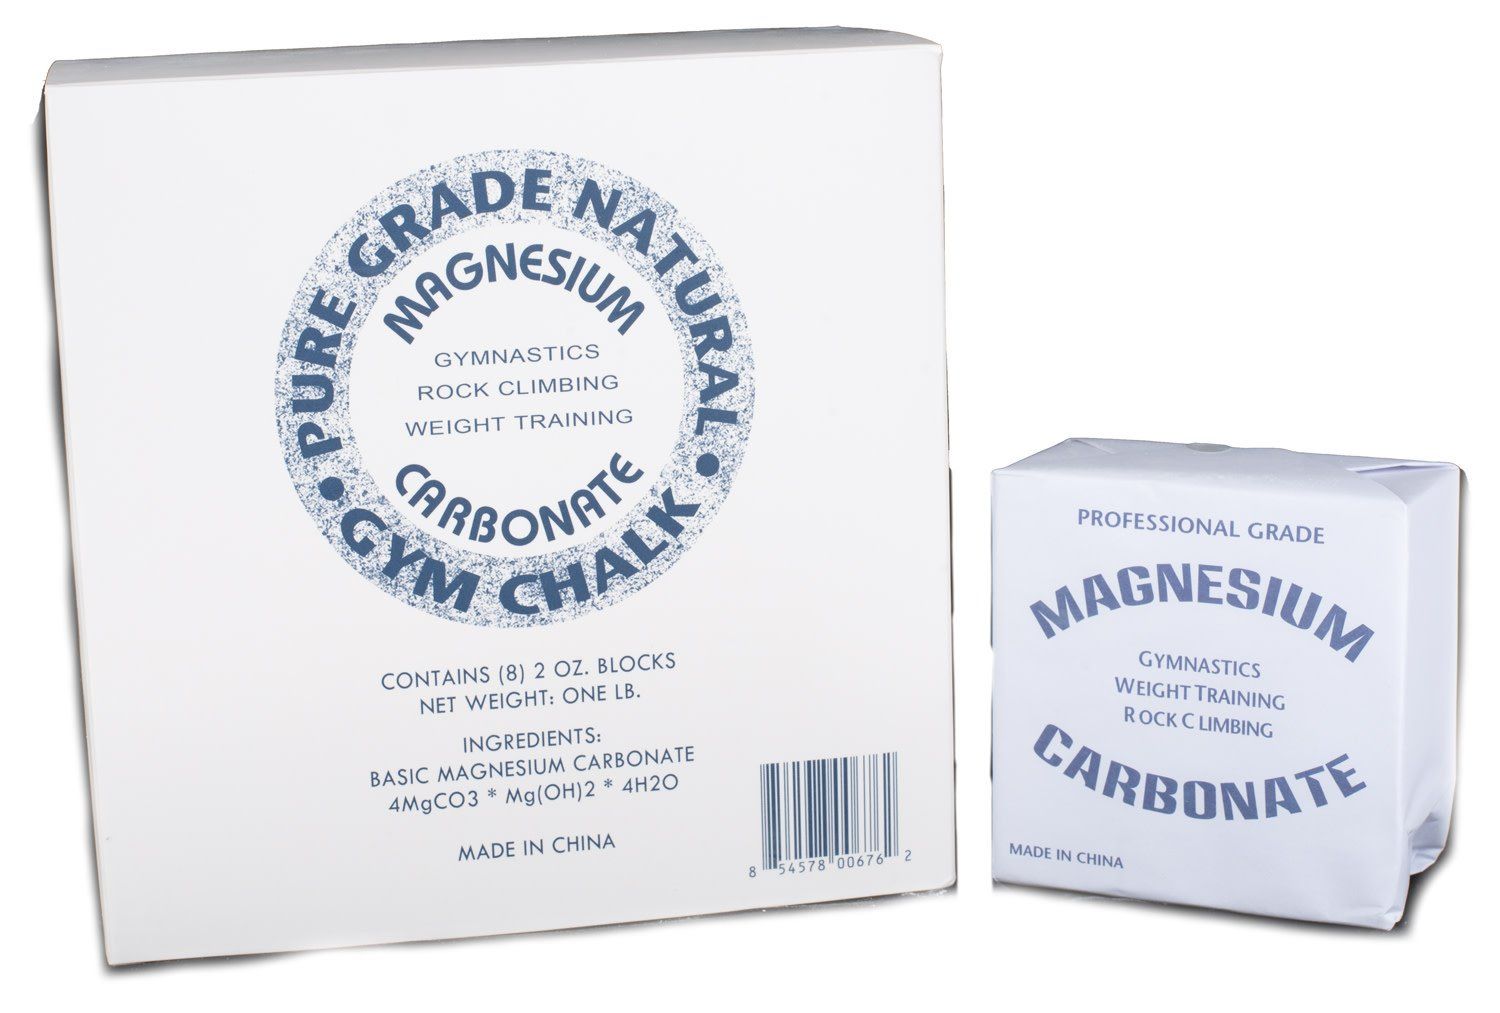 PURE GRADE NATURAL
MAGNESIUM
GYMNASTICS
ROCK CLIMBING
WEIGHT TRAINING
CARBONATE
• GYM CHALK •
CONTAINS (8) 2 OZ. BLOCKS
NET WEIGHT: ONE LB.
INGREDIENTS:
BASIC MAGNESIUM CARBONATE
4MgCO3 * Mg(OH)2 * 4H2O
MADE IN CHINA
8 54578 00676 2
PROFESSIONAL GRADE
MAGNESIUM
GYMNASTICS
WEIGHT TRAINING
ROCK CLIMBING
CARBONATE
MADE IN CHINA